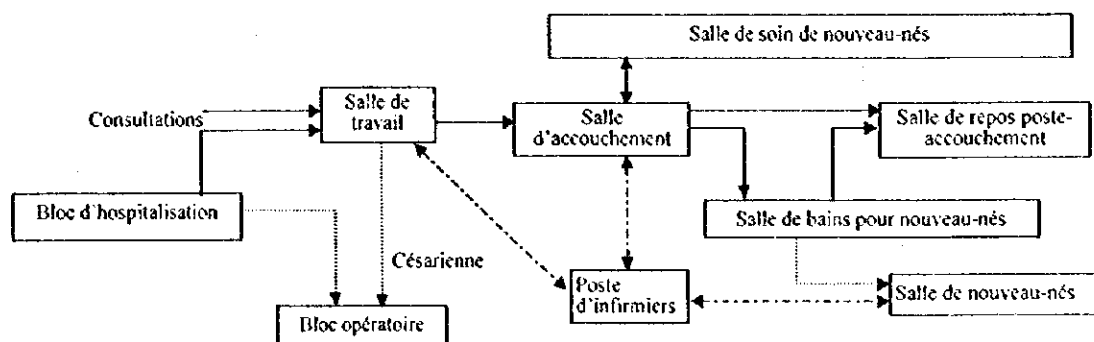 Salle de soin de nouveau-nés
Consultations
Salle de
travail
Salle
d'accouchement
Salle de repos poste-
accouchement
Bloc d'hospitalisation
Salle de bains pour nouveau-nés
Césarienne
Poste
d'infirmiers
Salle de nouveau-nés
Bloc opératoire